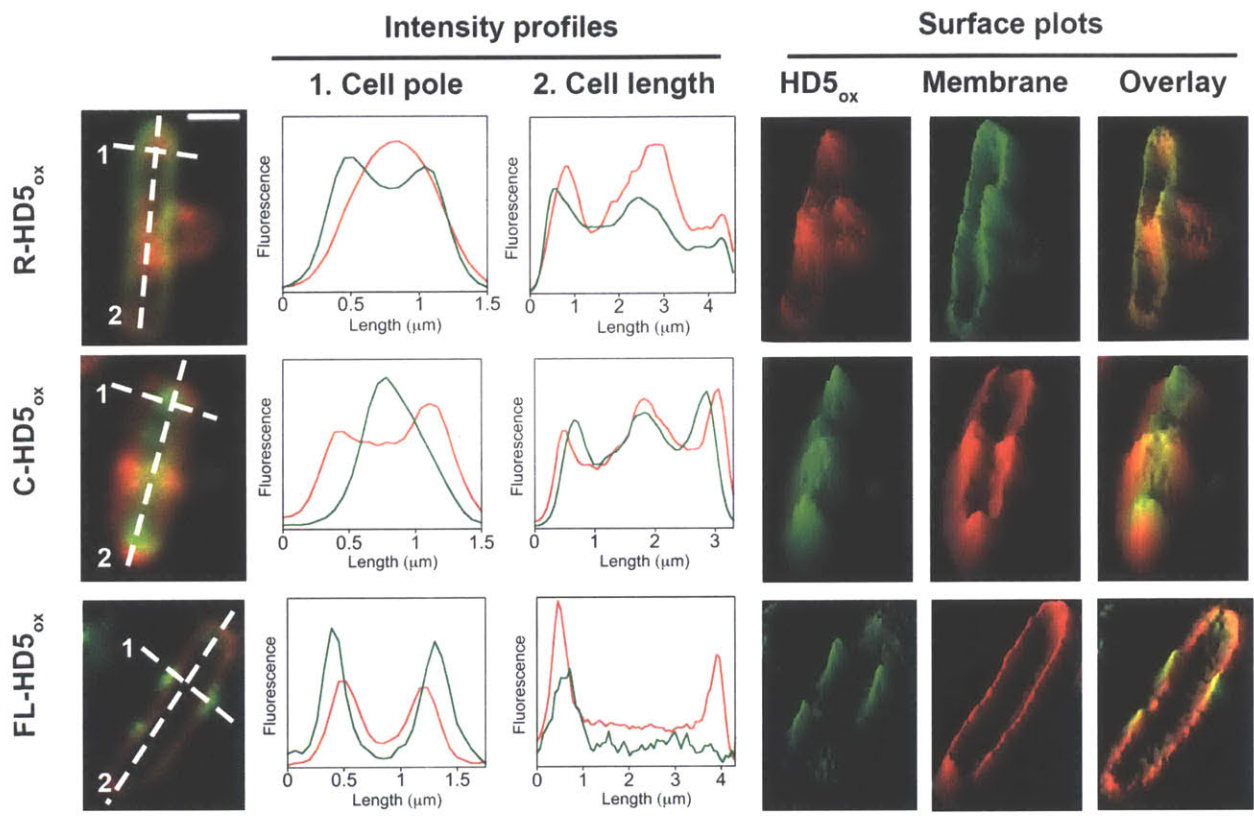 Intensity profiles
Surface plots
1. Cell pole
2. Cell length
HD5ox
Membrane
Overlay
R-HD5ox
1
2
Fluorescence
0
0.5
1
1.5
Length (μm)
Fluorescence
0
1
2
3
4
Length (μm)
C-HD5ox
1
2
Fluorescence
0
0.5
1
1.5
Length (μm)
Fluorescence
0
1
2
3
Length (μm)
FL-HD5ox
1
2
Fluorescence
0
0.5
1
1.5
Length (μm)
Fluorescence
0
1
2
3
4
Length (μm)